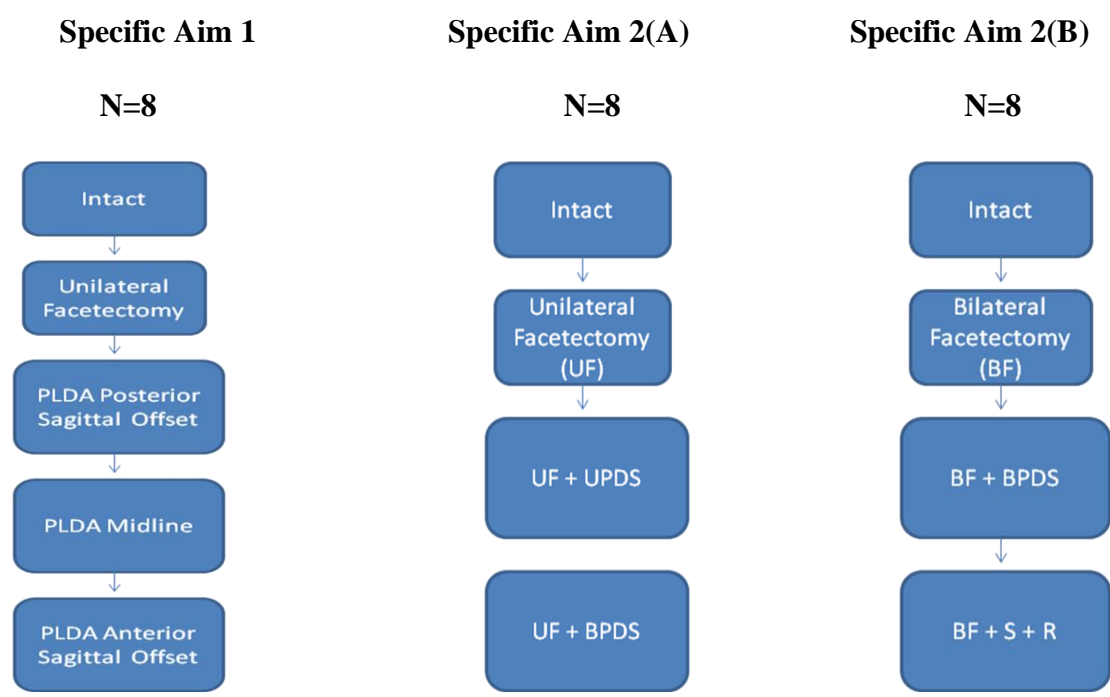 Specific Aim 1
N=8
Intact
Unilateral
Facetectomy
PLDA Posterior
Sagittal Offset
PLDA Midline
PLDA Anterior
Sagittal Offset
Specific Aim 2(A)
N=8
Intact
Unilateral
Facetectomy
(UF)
UF + UPDS
UF + BPDS
Specific Aim 2(B)
N=8
Intact
Bilateral
Facetectomy
(BF)
BF + BPDS
BF + S + R